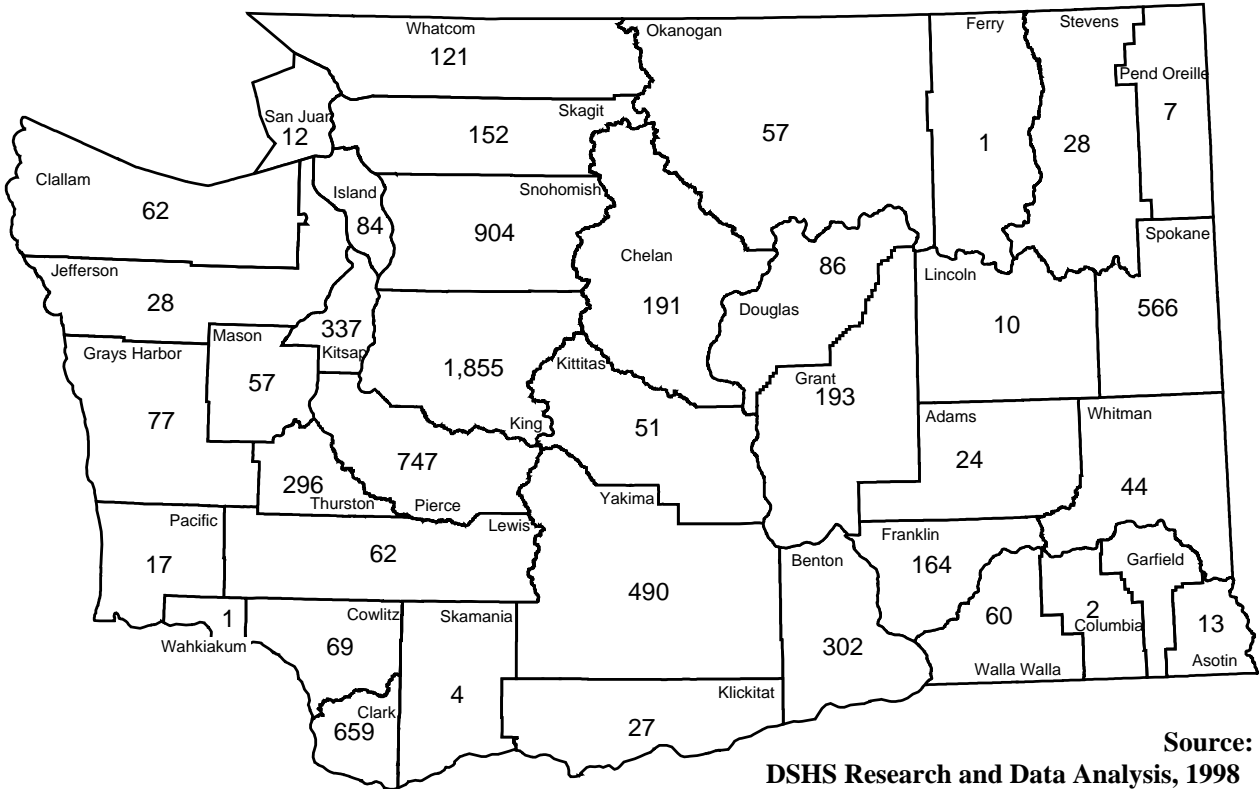 Whatcom
121
Okanogan
57
Ferry
1
Stevens
28
Pend Oreille
7
San Juan
12
Skagit
152
Clallam
62
Island
84
Snohomish
904
Chelan
191
Douglas
86
Lincoln
10
Spokane
566
Jefferson
28
Kitsap
337
Mason
57
Grays Harbor
77
King
1,855
Kittitas
51
Grant
193
Adams
24
Whitman
44
Thurston
296
Pierce
747
Yakima
490
Pacific
17
Lewis
62
Benton
302
Franklin
164
Garfield
Wahkiakum
1
Cowlitz
69
Skamania
4
Walla Walla
60
Columbia
2
Asotin
13
Clark
659
Klickitat
27
Source:
DSHS Research and Data Analysis, 1998